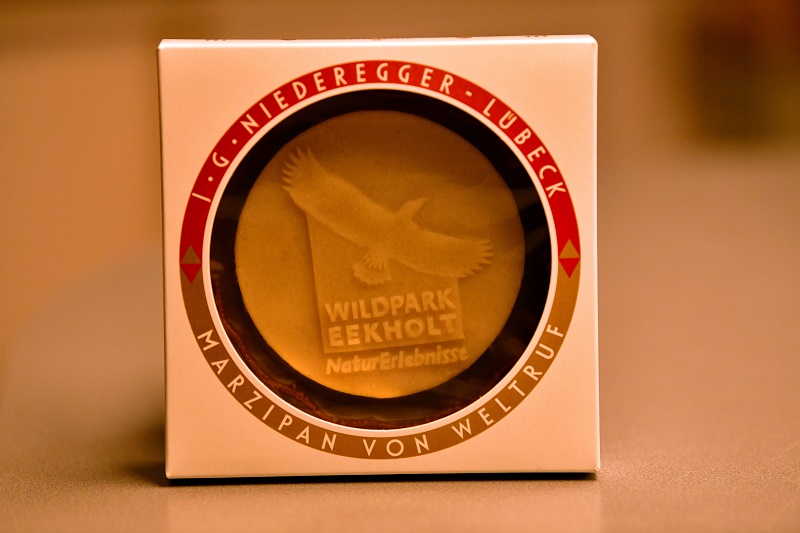 I·G·NIEDEREGGER-LÜBECK
WILDPARK
EEKHOLT
NaturErlebnisse
MARZIPAN VON WELTRUF